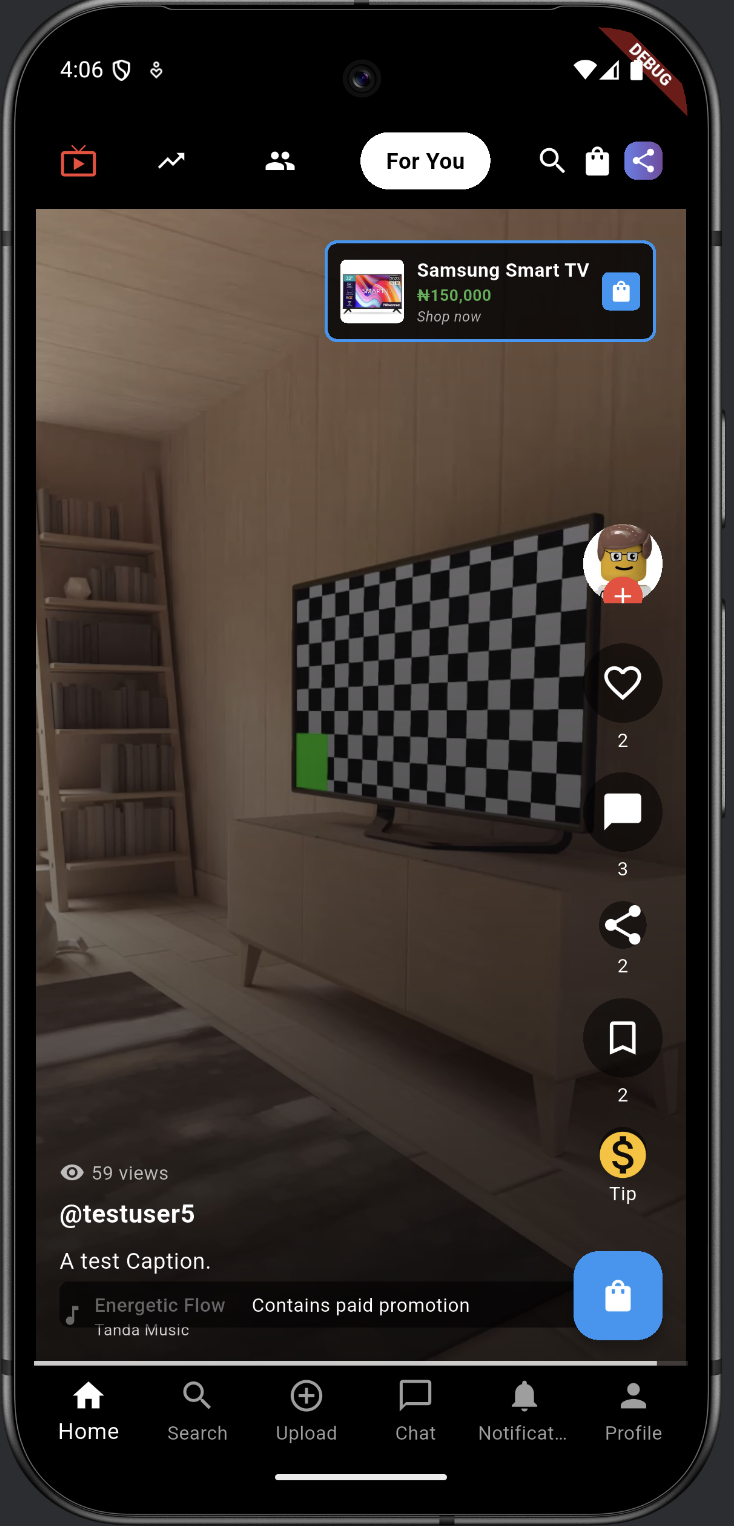 4:06
DEBUG
For You
Samsung Smart TV
₦150,000
Shop now
2
3
2
2
$
Tip
59 views
@testuser5
A test Caption.
Energetic Flow
Contains paid promotion
Tanda Music
Home
Search
Upload
Chat
Notificat...
Profile